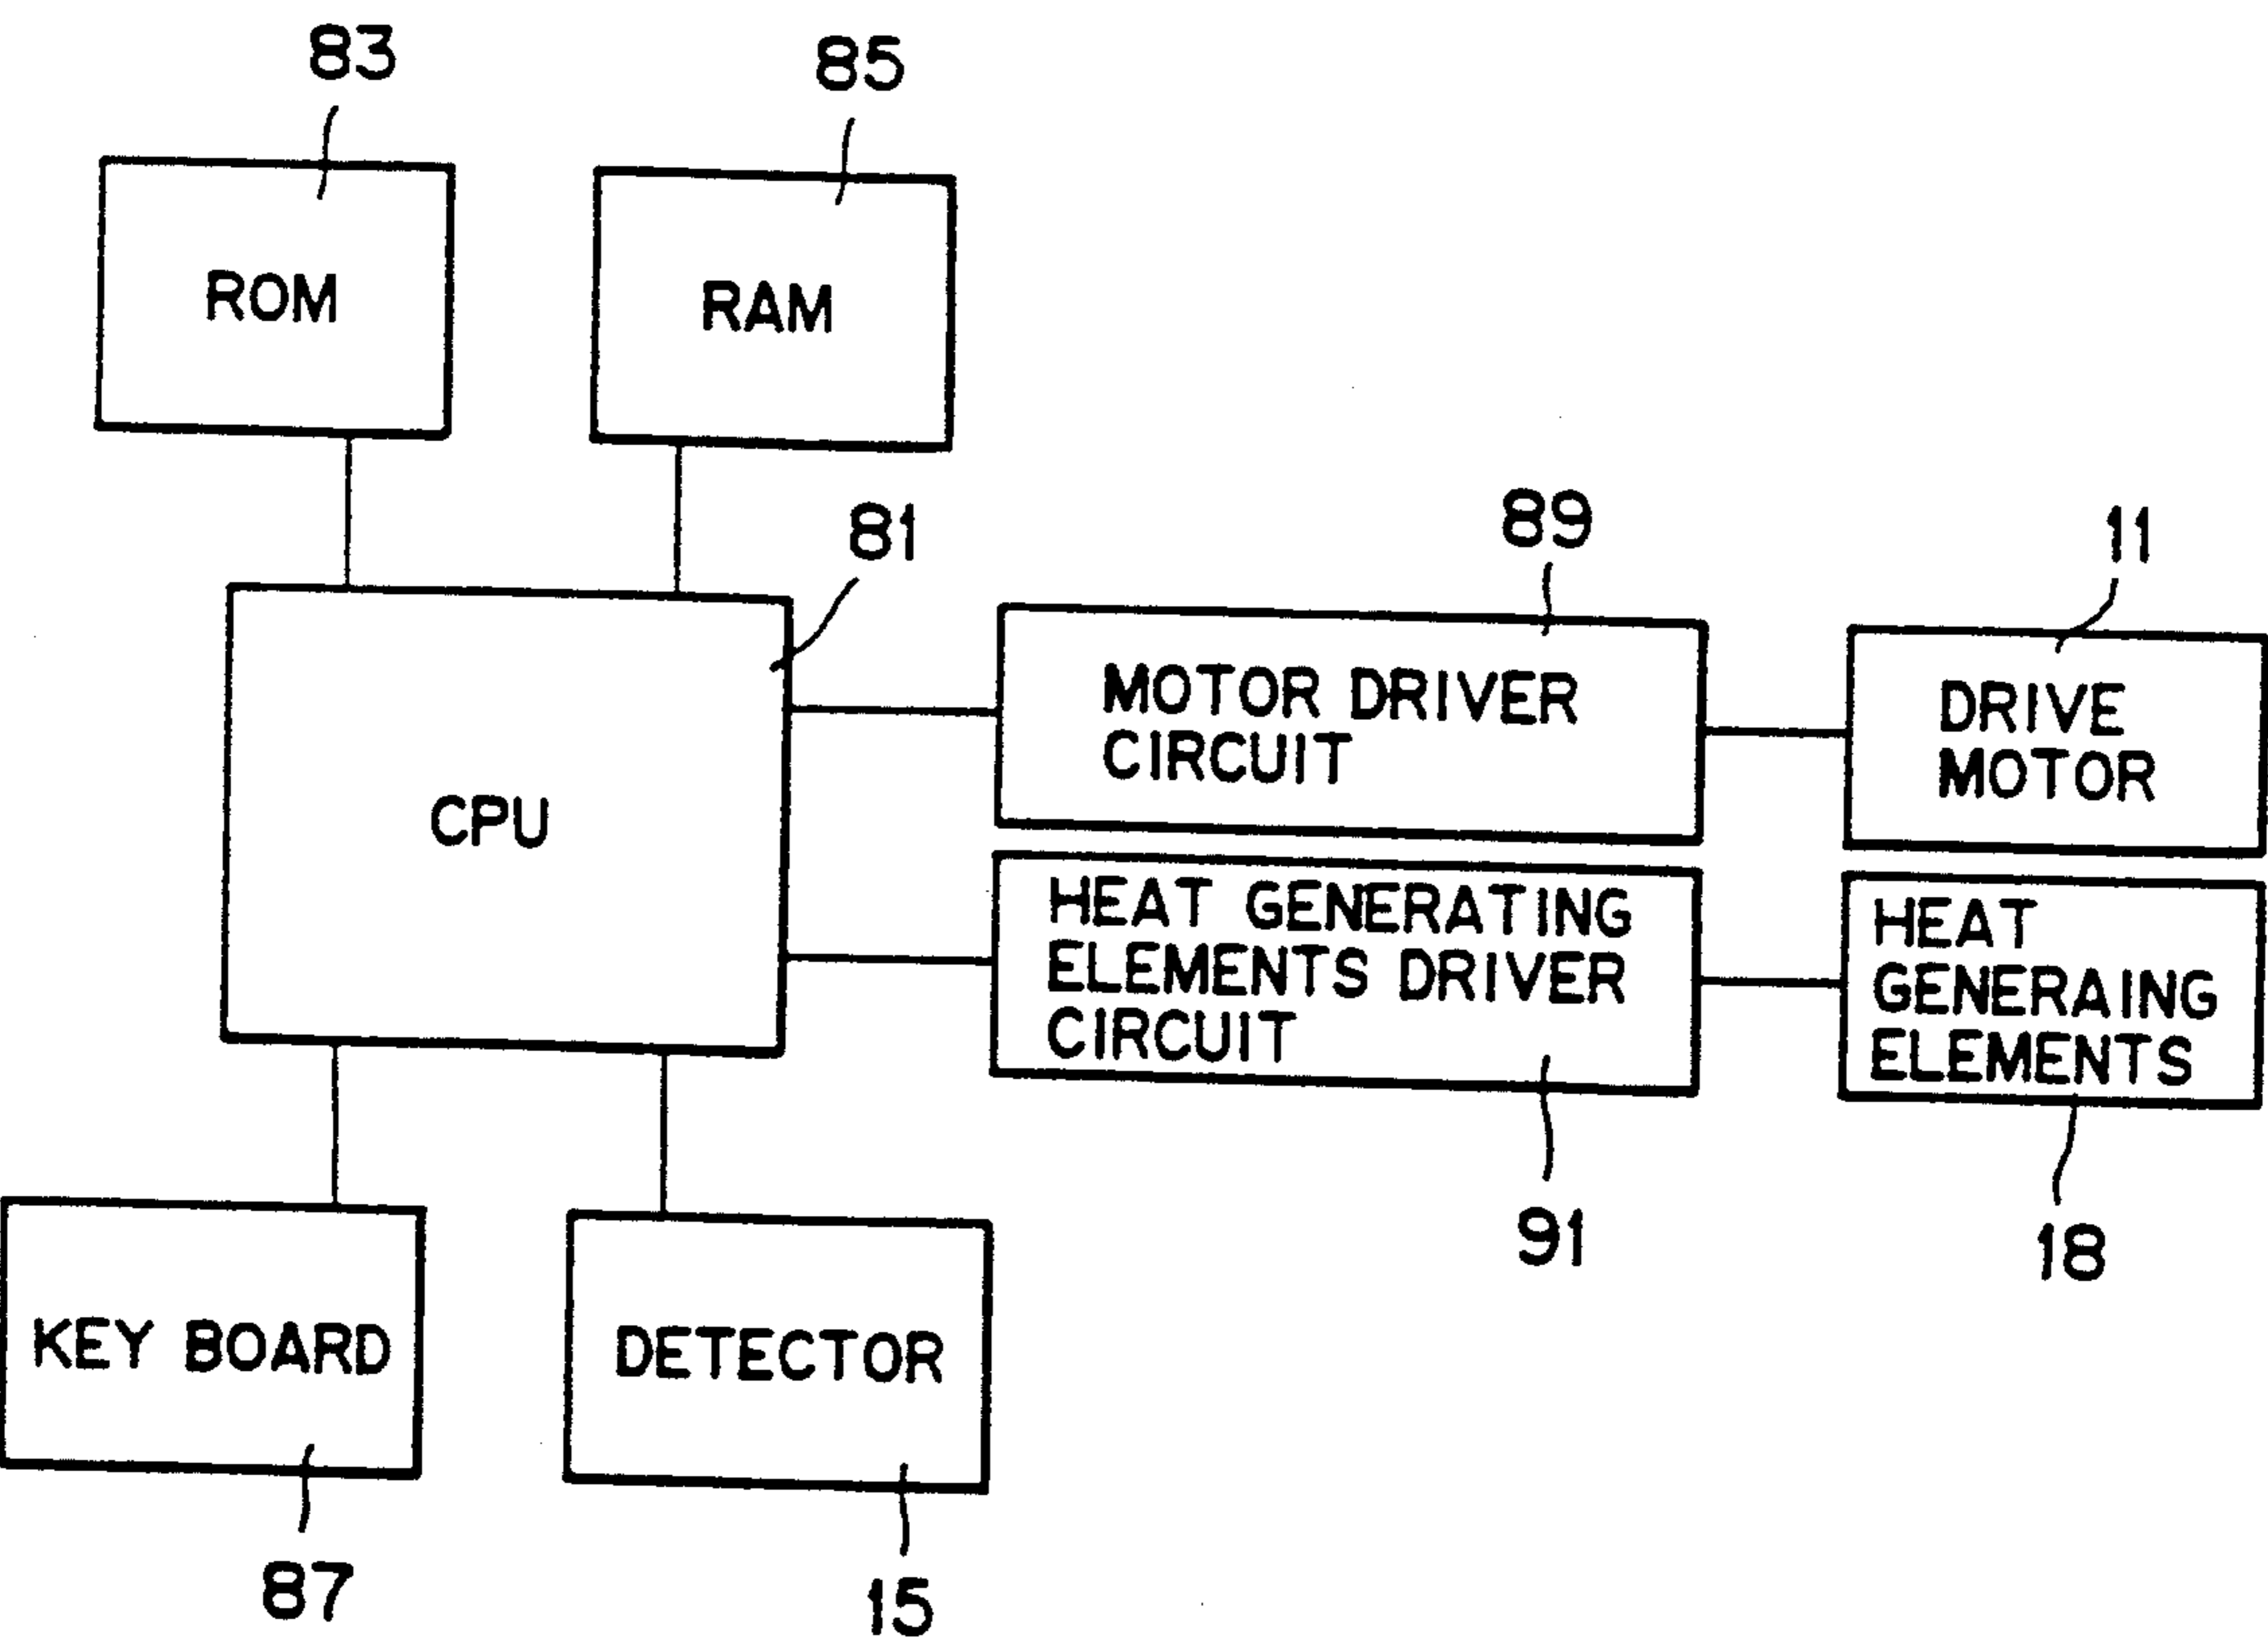 83
85
ROM
RAM
81
89
11
MOTOR DRIVER
CIRCUIT
DRIVE
MOTOR
CPU
HEAT GENERATING
ELEMENTS DRIVER
CIRCUIT
HEAT
GENERAING
ELEMENTS
91
18
KEY BOARD
DETECTOR
87
15